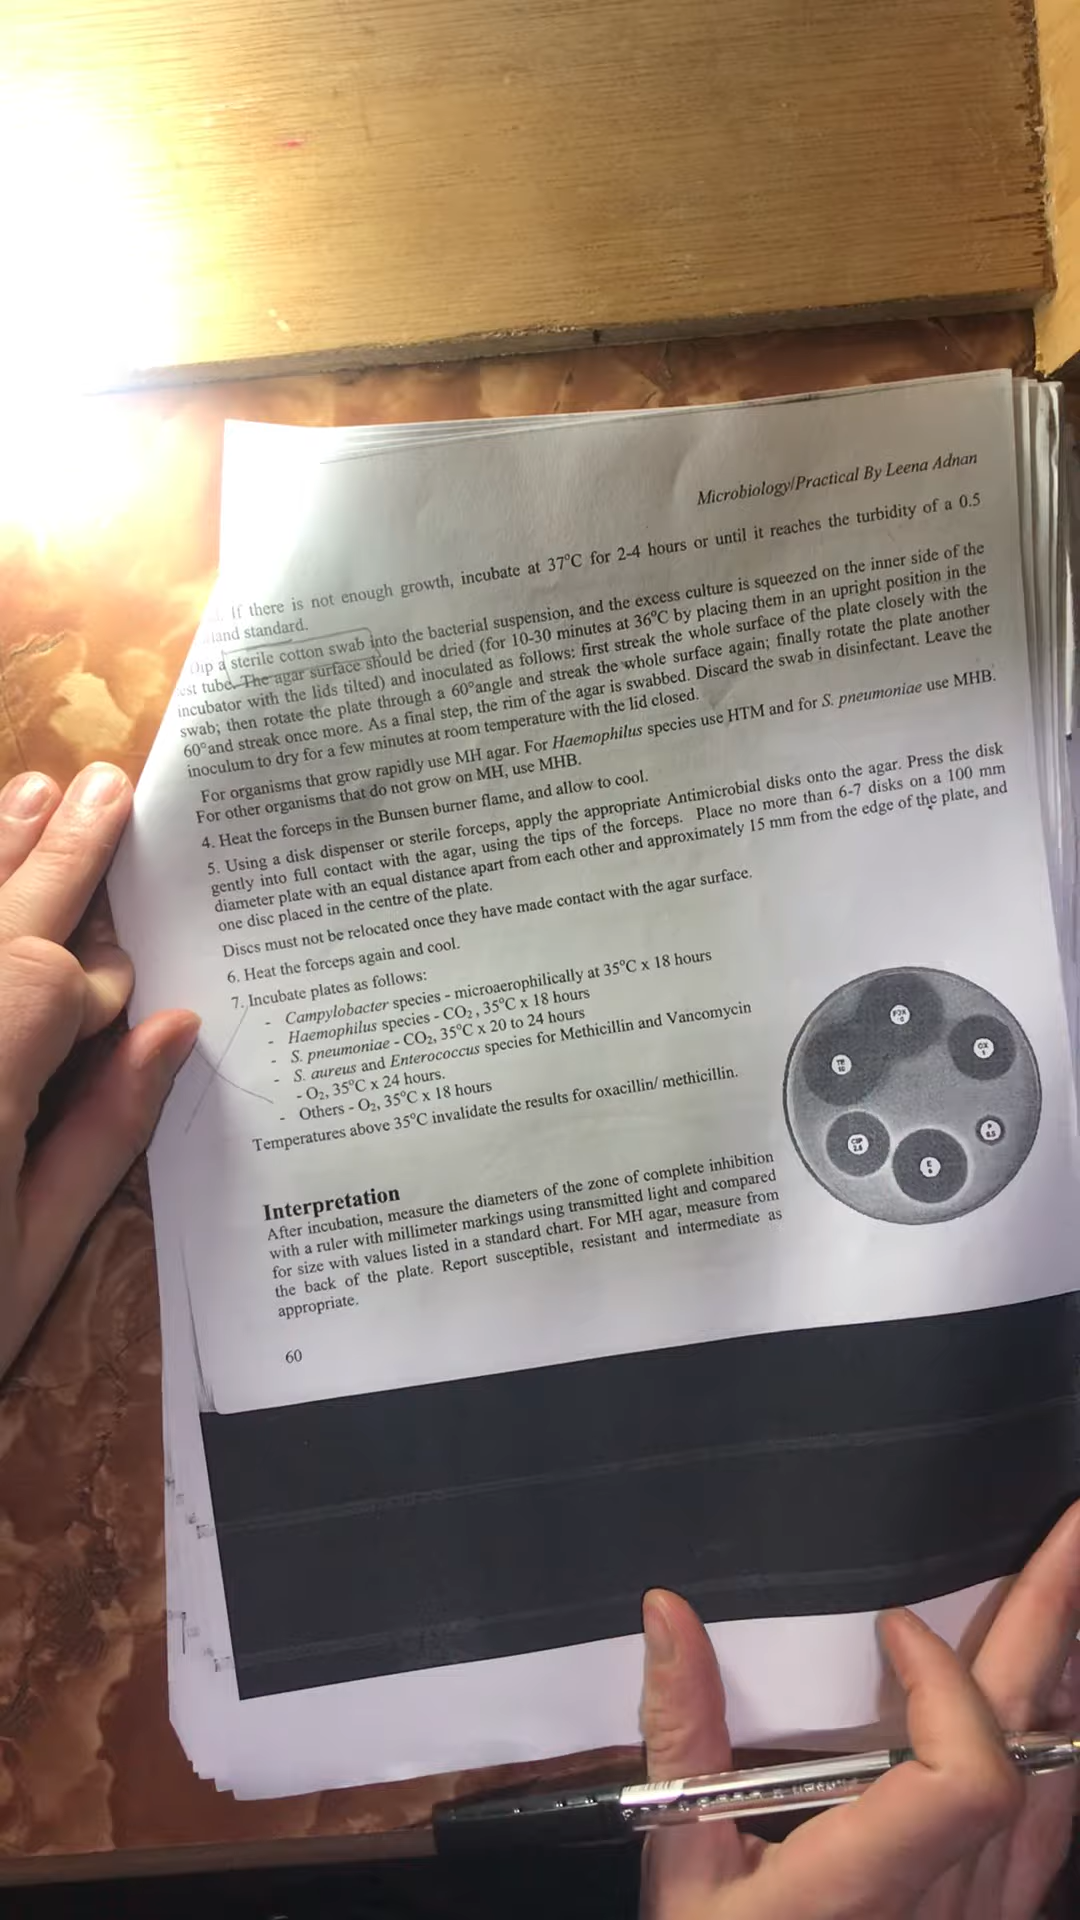 Microbiology/Practical By Leena Adnan
If there is not enough growth, incubate at 37°C for 2-4 hours or until it reaches the turbidity of a 0.5
land standard.
Dip a sterile cotton swab into the bacterial suspension, and the excess culture is squeezed on the inner side of the
est tube. The agar surface should be dried (for 10-30 minutes at 36°C by placing them in an upright position in the
incubator with the lids tilted) and inoculated as follows: first streak the whole surface of the plate closely with the
swab; then rotate the plate through a 60°angle and streak the whole surface again; finally rotate the plate another
60°and streak once more. As a final step, the rim of the agar is swabbed. Discard the swab in disinfectant. Leave the
inoculum to dry for a few minutes at room temperature with the lid closed.
For organisms that grow rapidly use MH agar. For Haemophilus species use HTM and for S. pneumoniae use MHB.
For other organisms that do not grow on MH, use MHB.
4. Heat the forceps in the Bunsen burner flame, and allow to cool.
5. Using a disk dispenser or sterile forceps, apply the appropriate Antimicrobial disks onto the agar. Press the disk
gently into full contact with the agar, using the tips of the forceps. Place no more than 6-7 disks on a 100 mm
diameter plate with an equal distance apart from each other and approximately 15 mm from the edge of the plate, and
one disc placed in the centre of the plate.
Discs must not be relocated once they have made contact with the agar surface.
6. Heat the forceps again and cool.
7. Incubate plates as follows:
- Campylobacter species - microaerophilically at 35°C x 18 hours
- Haemophilus species - CO₂, 35°C x 18 hours
- S. pneumoniae - CO₂, 35°C x 20 to 24 hours
- S. aureus and Enterococcus species for Methicillin and Vancomycin
- O₂, 35°C x 24 hours.
- Others - O₂, 35°C x 18 hours
Temperatures above 35°C invalidate the results for oxacillin/ methicillin.
Interpretation
After incubation, measure the diameters of the zone of complete inhibition
with a ruler with millimeter markings using transmitted light and compared
for size with values listed in a standard chart. For MH agar, measure from
the back of the plate. Report susceptible, resistant and intermediate as
appropriate.
60